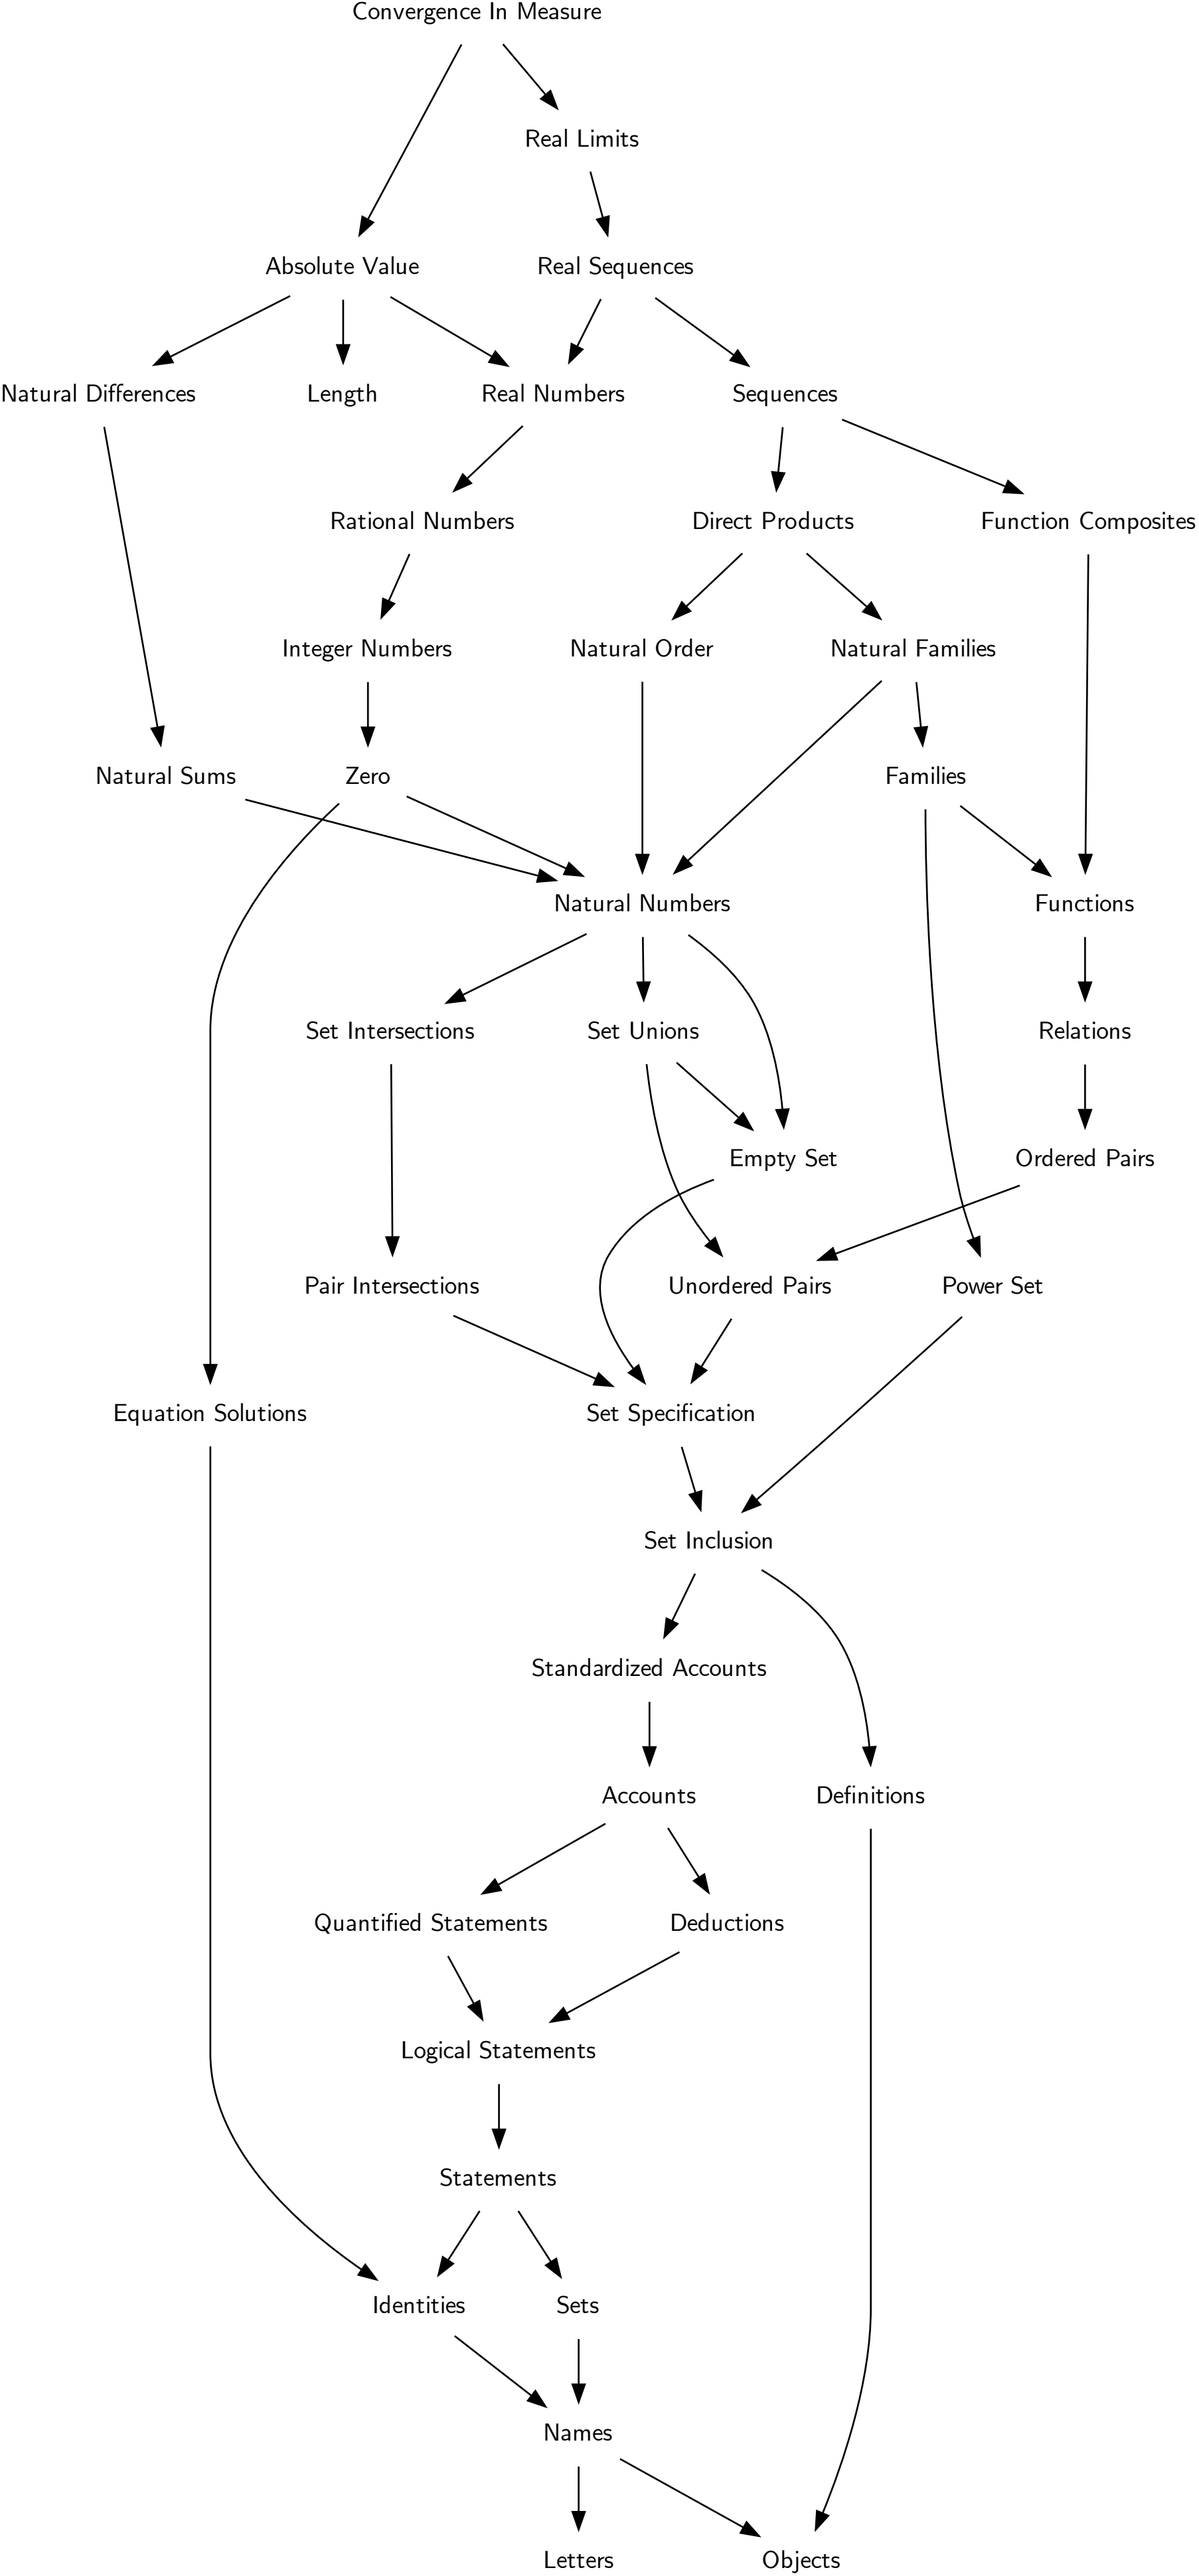 Convergence In Measure
Real Limits
Absolute Value
Real Sequences
Natural Differences
Length
Real Numbers
Sequences
Rational Numbers
Direct Products
Function Composites
Integer Numbers
Natural Order
Natural Families
Natural Sums
Zero
Families
Natural Numbers
Functions
Set Intersections
Set Unions
Relations
Empty Set
Ordered Pairs
Pair Intersections
Unordered Pairs
Power Set
Equation Solutions
Set Specification
Set Inclusion
Standardized Accounts
Accounts
Definitions
Quantified Statements
Deductions
Logical Statements
Statements
Identities
Sets
Names
Letters
Objects